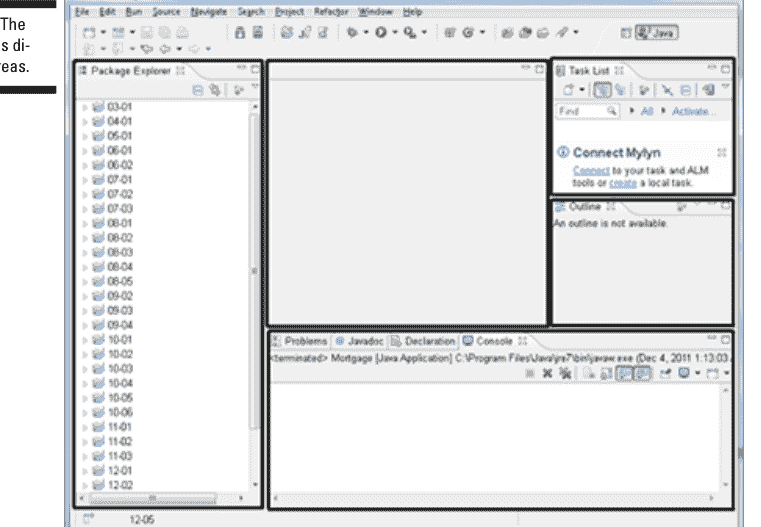 The
s di-
reas.
File Edit Run Source Navigate Search Project Refactor Window Help
Java
Package Explorer
03-01
04-01
05-01
06-01
06-02
07-01
07-02
07-03
08-01
08-02
08-03
08-04
08-05
09-02
09-03
09-04
10-01
10-02
10-03
10-04
10-05
10-06
11-01
11-02
11-03
12-01
12-02
Task List
Find All Activate...
Connect Mylyn
Connect to your task and ALM
tools or create a local task.
Outline
An outline is not available.
Problems @ Javadoc Declaration Console
<terminated> Mortgage [Java Application] C:\Program Files\Java\jre7\bin\javaw.exe (Dec 4, 2011 1:13:03
12-05